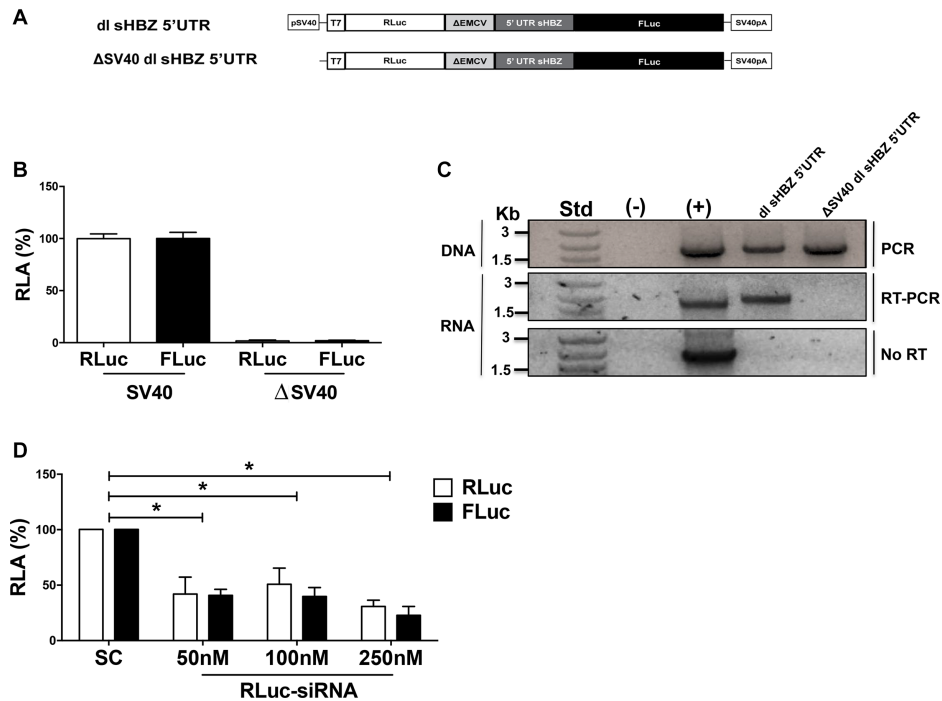 A
dl sHBZ 5'UTR
pSV40 T7 RLuc ΔEMCV 5' UTR sHBZ FLuc SV40pA
ΔSV40 dl sHBZ 5'UTR
T7 RLuc ΔEMCV 5' UTR sHBZ FLuc SV40pA
B
RLA (%)
150
100
50
0
RLuc FLuc RLuc FLuc
SV40 ΔSV40
C
dl sHBZ 5'UTR
ΔSV40 dl sHBZ 5'UTR
Kb Std (-) (+)
DNA 3 PCR
1.5
RNA
3 RT-PCR
1.5
3 No RT
1.5
D
RLA (%)
150
100
50
0
*
*
*
RLuc
FLuc
SC 50nM 100nM 250nM
RLuc-siRNA